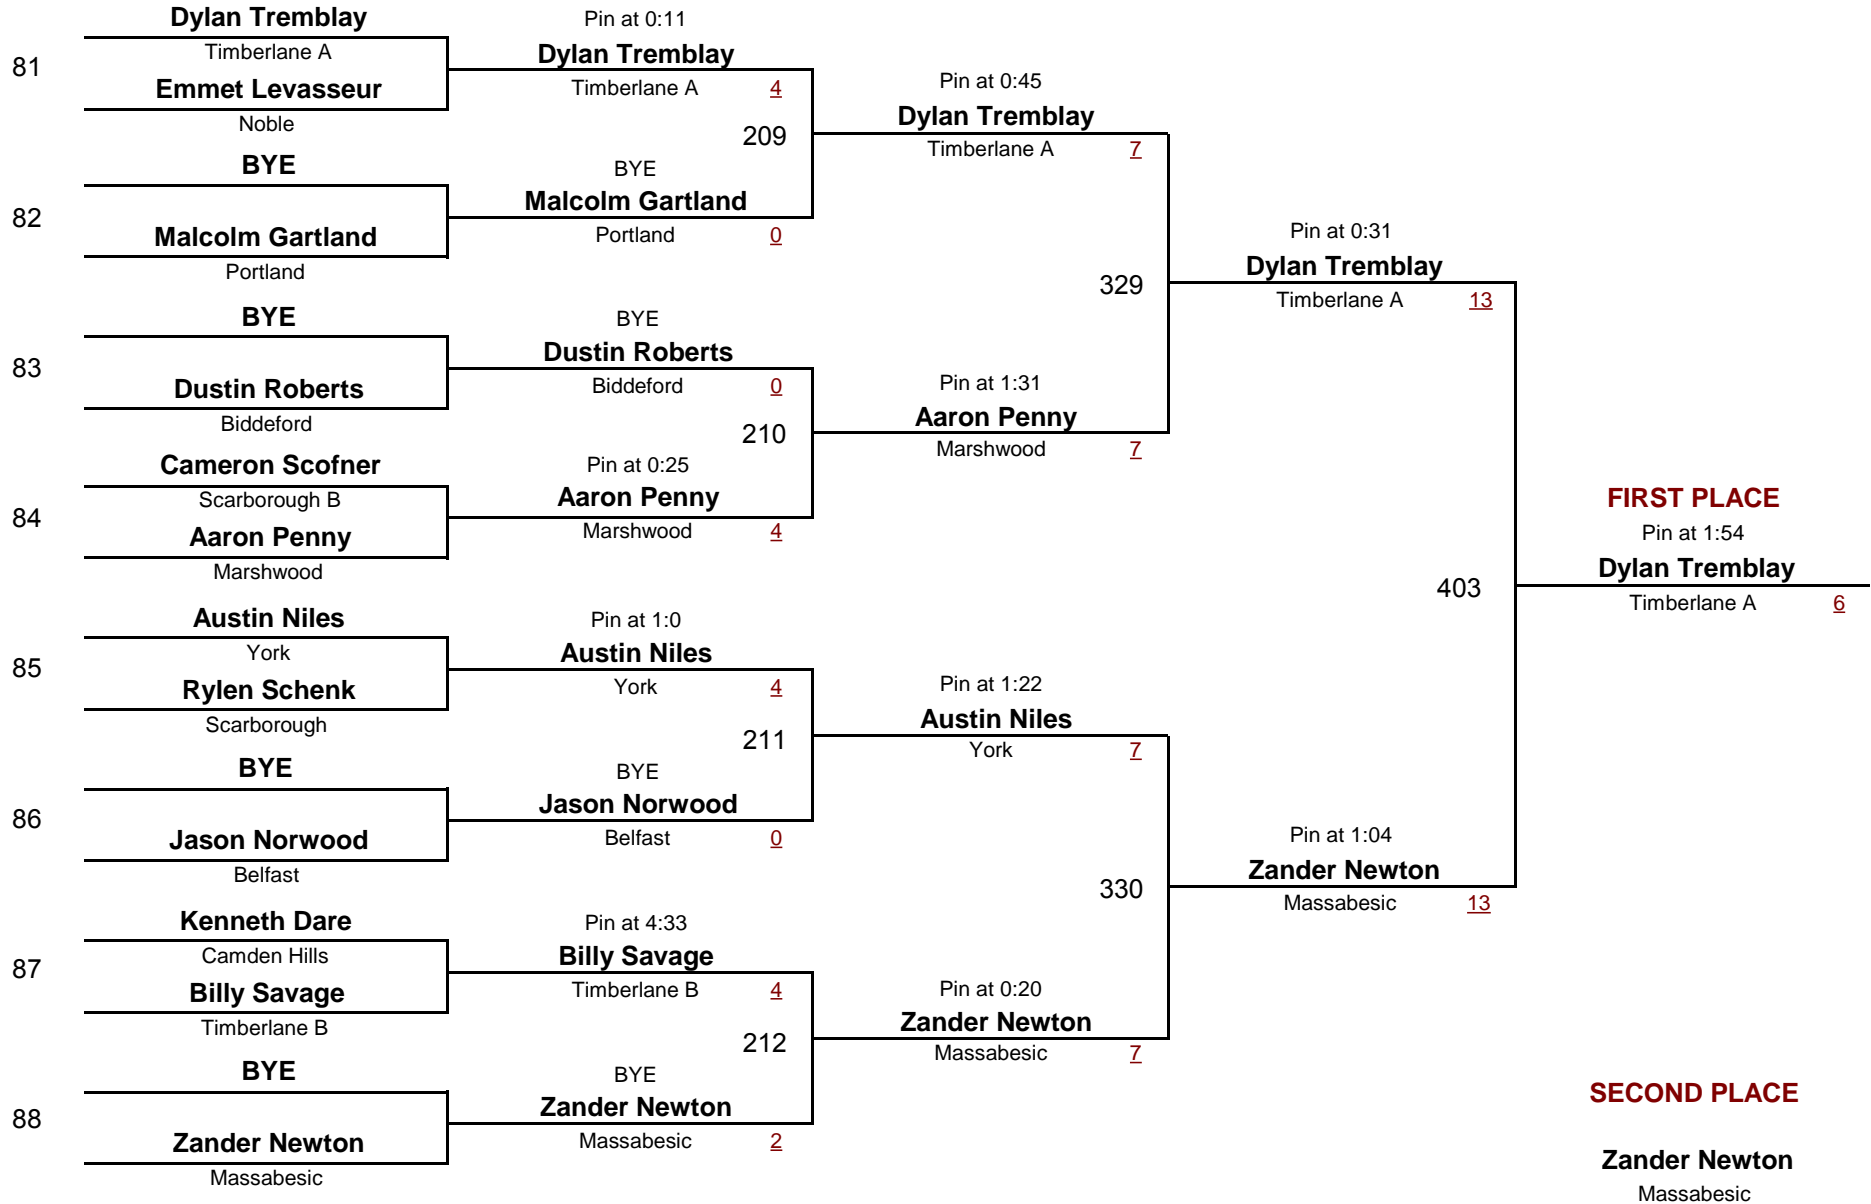 Dylan Tremblay
Timberlane A
81
Emmet Levasseur
Noble
BYE
82
Malcolm Gartland
Portland
BYE
83
Dustin Roberts
Biddeford
Cameron Scofner
Scarborough B
84
Aaron Penny
Marshwood
Austin Niles
York
85
Rylen Schenk
Scarborough
BYE
86
Jason Norwood
Belfast
Kenneth Dare
Camden Hills
87
Billy Savage
Timberlane B
BYE
88
Zander Newton
Massabesic
Pin at 0:11
Dylan Tremblay
Timberlane A 4
209
BYE
Malcolm Gartland
Portland 0
BYE
Dustin Roberts
Biddeford 0
210
Pin at 0:25
Aaron Penny
Marshwood 4
Pin at 1:0
Austin Niles
York 4
211
BYE
Jason Norwood
Belfast 0
Pin at 4:33
Billy Savage
Timberlane B 4
212
BYE
Zander Newton
Massabesic 2
Pin at 0:45
Dylan Tremblay
Timberlane A 7
329
Pin at 1:31
Aaron Penny
Marshwood 7
Pin at 1:22
Austin Niles
York 7
330
Pin at 0:20
Zander Newton
Massabesic 7
Pin at 0:31
Dylan Tremblay
Timberlane A 13
403
Pin at 1:04
Zander Newton
Massabesic 13
FIRST PLACE
Pin at 1:54
Dylan Tremblay
Timberlane A 6
SECOND PLACE
Zander Newton
Massabesic